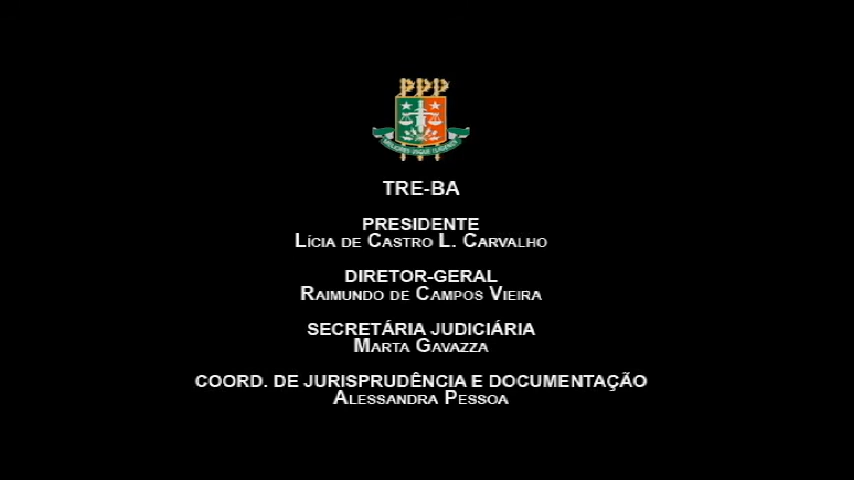 TRE-BA
PRESIDENTE
LÍCIA DE CASTRO L. CARVALHO
DIRETOR-GERAL
RAIMUNDO DE CAMPOS VIEIRA
SECRETÁRIA JUDICIÁRIA
MARTA GAVAZZA
COORD. DE JURISPRUDÊNCIA E DOCUMENTAÇÃO
ALESSANDRA PESSOA